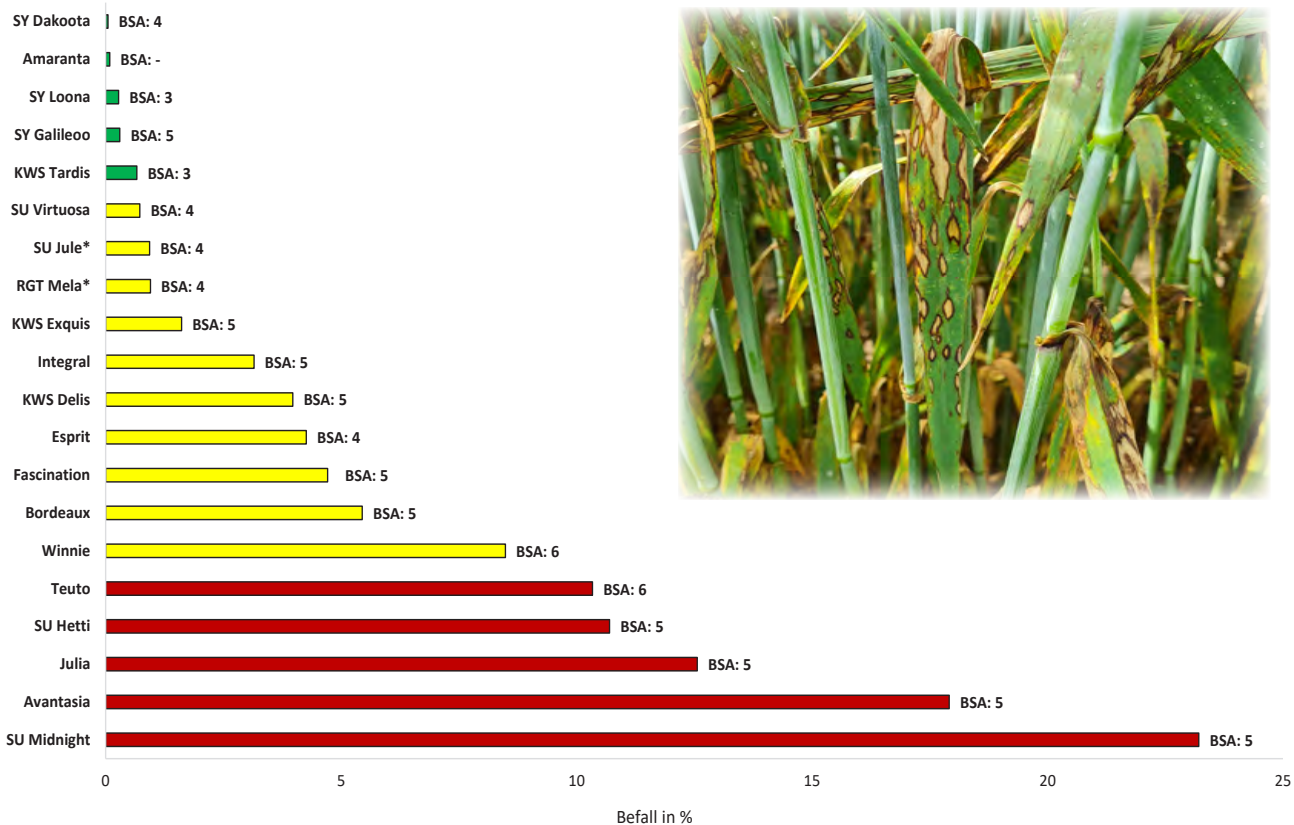 SY Dakoota BSA: 4
Amaranta BSA: -
SY Loona BSA: 3
SY Galileoo BSA: 5
KWS Tardis BSA: 3
SU Virtuosa BSA: 4
SU Jule* BSA: 4
RGT Mela* BSA: 4
KWS Exquis BSA: 5
Integral BSA: 5
KWS Delis BSA: 5
Esprit BSA: 4
Fascination BSA: 5
Bordeaux BSA: 5
Winnie BSA: 6
Teuto BSA: 6
SU Hetti BSA: 5
Julia BSA: 5
Avantasia BSA: 5
SU Midnight BSA: 5
0 5 10 15 20 25
Befall in %